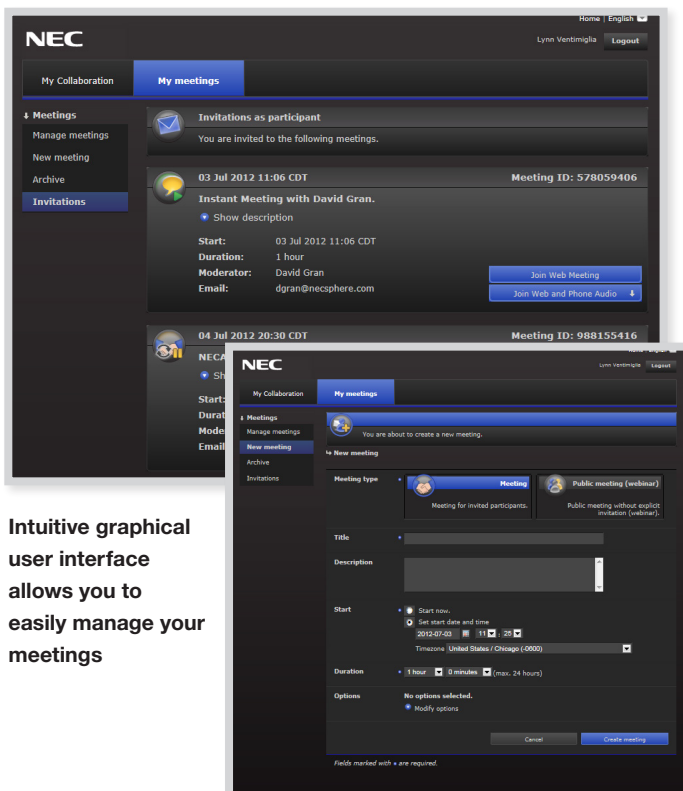 Home | English
NEC
Lynn Ventimiglia Logout
My Collaboration My meetings
Meetings
Manage meetings
New meeting
Archive
Invitations
Invitations as participant
You are invited to the following meetings.
03 Jul 2012 11:06 CDT Meeting ID: 578059406
Instant Meeting with David Gran.
Show description
Start: 03 Jul 2012 11:06 CDT
Duration: 1 hour
Moderator: David Gran
Email: dgran@necsphere.com
Join Web Meeting
Join Web and Phone Audio
04 Jul 2012 20:30 CDT Meeting ID: 988155416
NECA
Sh
Start:
Durat
Mode
Email
NEC
Lynn Ventimiglia Logout
My Collaboration My meetings
Meetings
Manage meetings
New meeting
Archive
Invitations
You are about to create a new meeting.
New meeting
Meeting type
Meeting
Meeting for invited participants.
Public meeting (webinar)
Public meeting without explicit
invitation (webinar).
Title
Description
Start
Start now.
Set start date and time
2012-07-03 11 : 25
Timezone United States / Chicago (-0600)
Duration 1 hour 0 minutes (max. 24 hours)
Options No options selected.
Modify options
Cancel Create meeting
Fields marked with • are required.
Intuitive graphical
user interface
allows you to
easily manage your
meetings